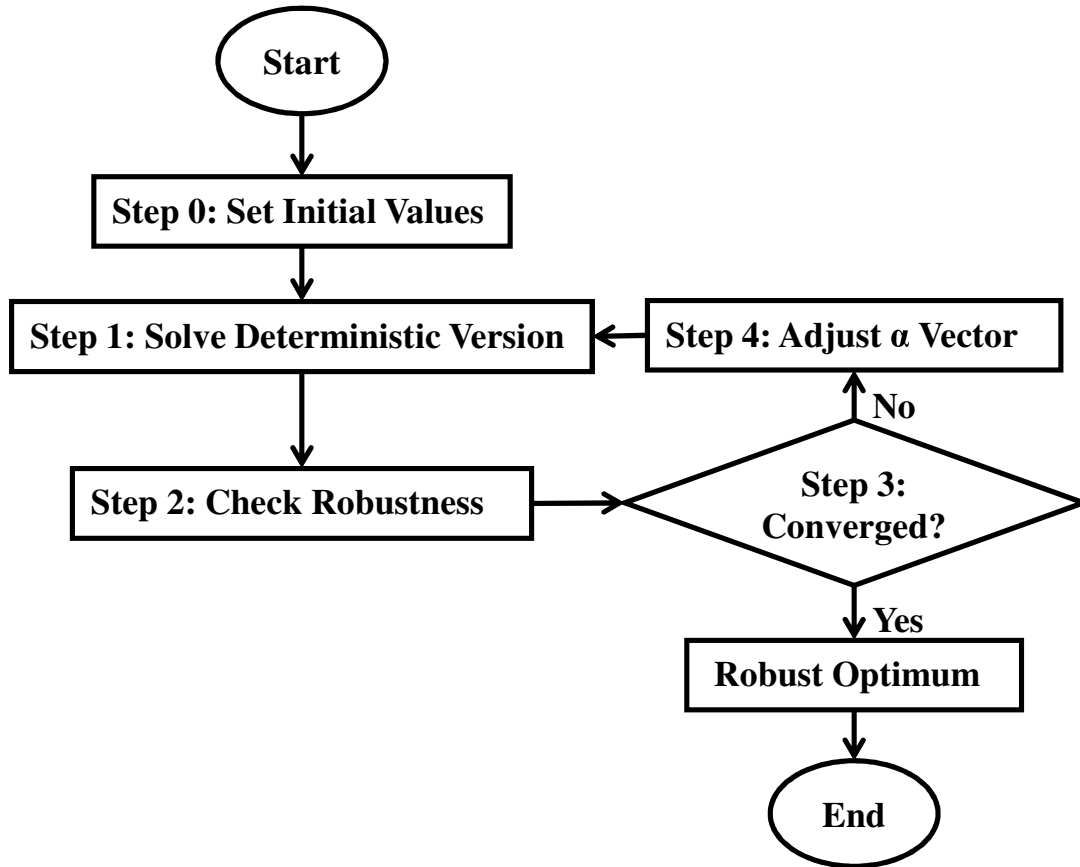 Start
Step 0: Set Initial Values
Step 1: Solve Deterministic Version
Step 4: Adjust α Vector
No
Step 2: Check Robustness
Step 3:
Converged?
Yes
Robust Optimum
End